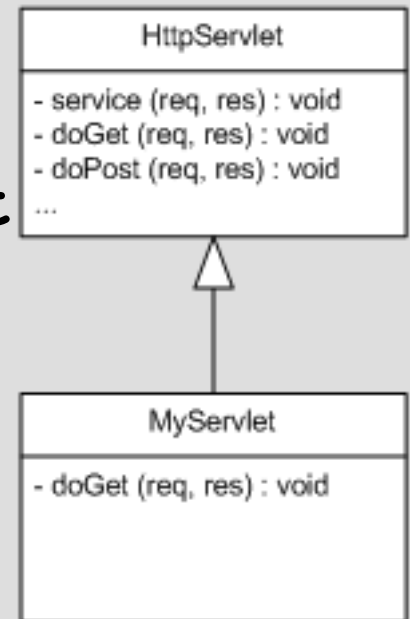 HttpServlet
- service (req, res) : void
- doGet (req, res) : void
- doPost (req, res) : void
...
MyServlet
- doGet (req, res) : void